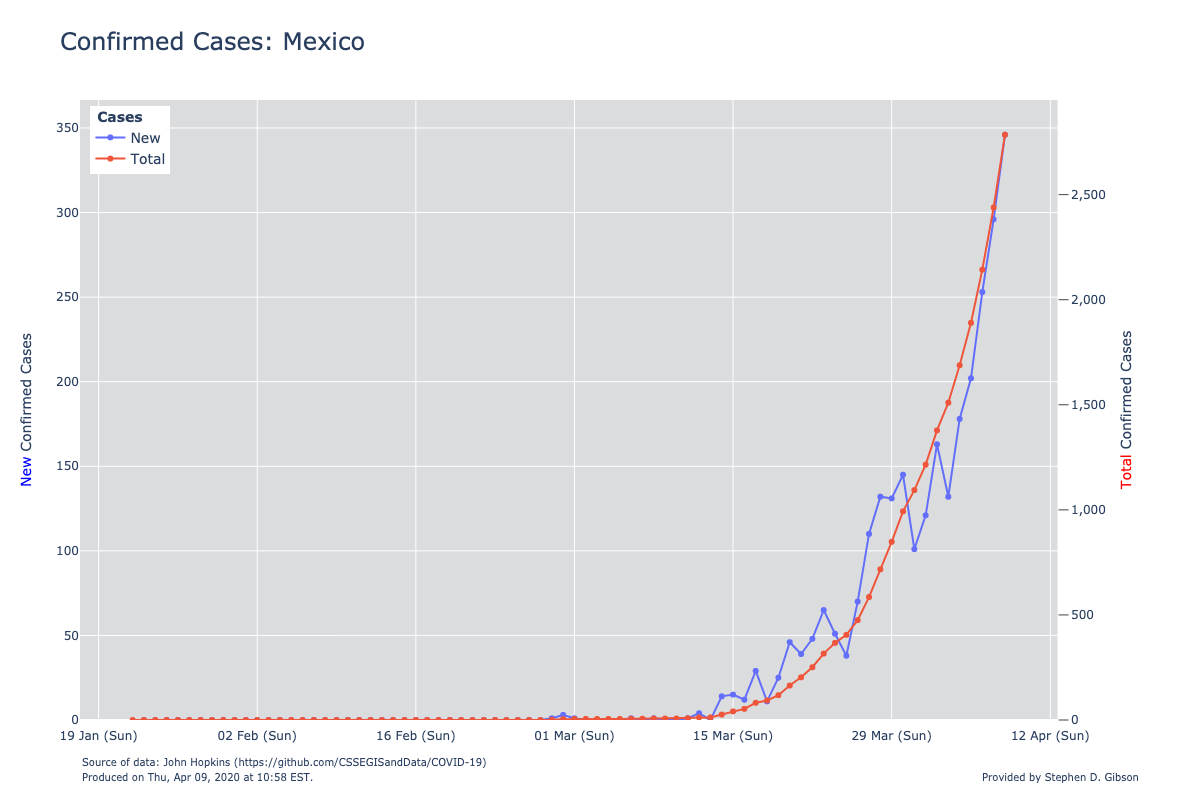 Confirmed Cases: Mexico
Cases
New
Total
350
300
250
200
150
100
50
0
2,500
2,000
1,500
1,000
500
0
New Confirmed Cases
Total Confirmed Cases
19 Jan (Sun) 02 Feb (Sun) 16 Feb (Sun) 01 Mar (Sun) 15 Mar (Sun) 29 Mar (Sun) 12 Apr (Sun)
Source of data: John Hopkins (https://github.com/CSSEGISandData/COVID-19)
Produced on Thu, Apr 09, 2020 at 10:58 EST.
Provided by Stephen D. Gibson